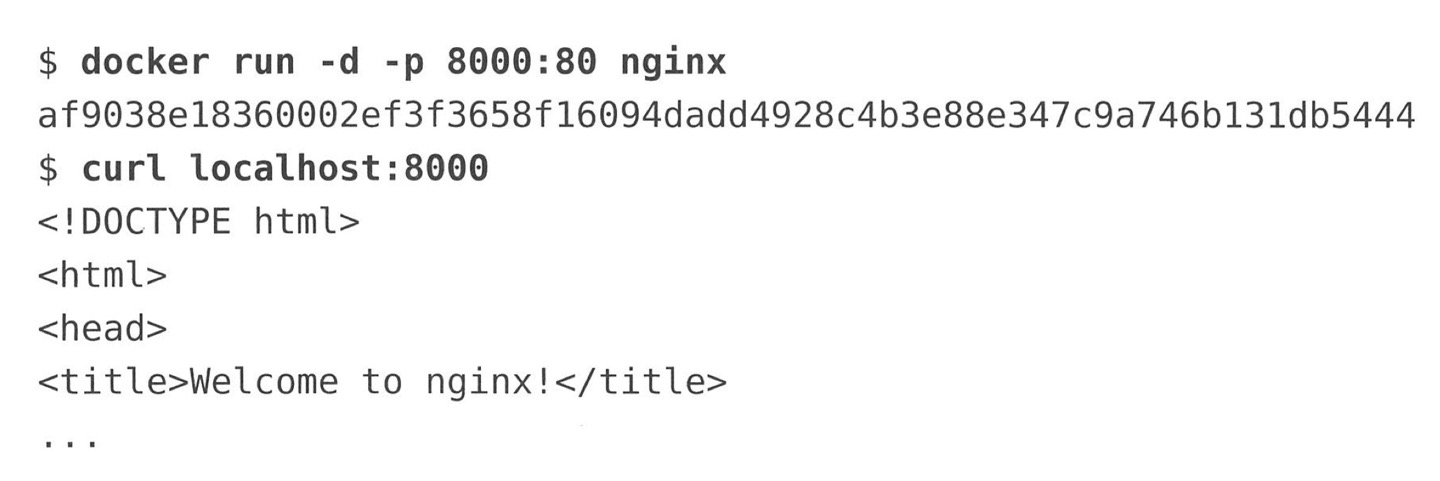 $ docker run -d -p 8000:80 nginx
af9038e18360002ef3f3658f16094dadd4928c4b3e88e347c9a746b131db5444
$ curl localhost:8000
<!DOCTYPE html>
<html>
<head>
<title>Welcome to nginx!</title>
...